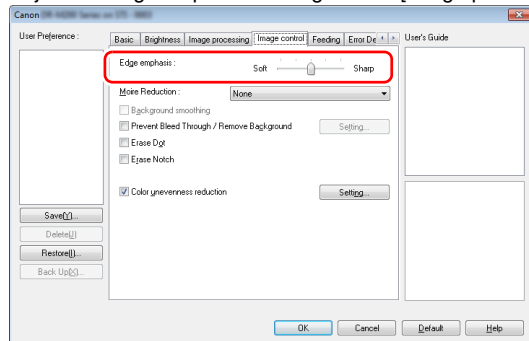 Canon
User Preference :
Basic Brightness Image processing Image control Feeding Error De
User's Guide
Edge emphasis :
Soft Sharp
Moire Reduction :
None
Background smoothing
Prevent Bleed Through / Remove Background
Setting...
Erase Dot
Erase Notch
Color unevenness reduction
Setting...
Save(Y)...
Delete(J)
Restore(I)...
Back Up(X)...
OK Cancel Default Help